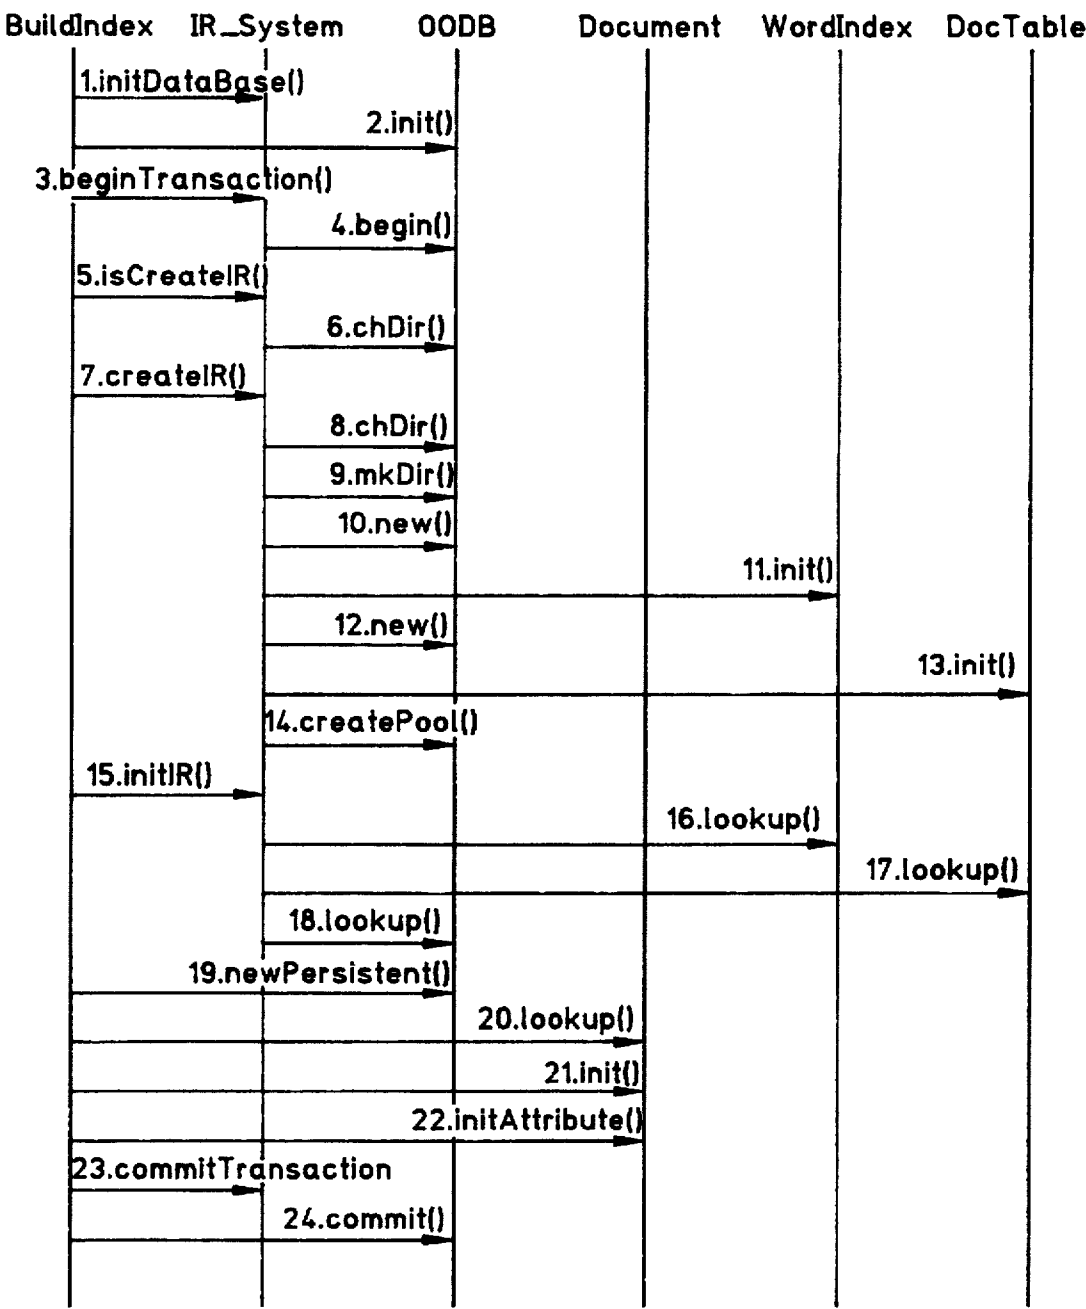 BuildIndex IR_System OODB Document WordIndex DocTable
1.initDataBase()
2.init()
3.beginTransaction()
4.begin()
5.isCreateIR()
6.chDir()
7.createIR()
8.chDir()
9.mkDir()
10.new()
11.init()
12.new()
13.init()
14.createPool()
15.initIR()
16.lookup()
17.lookup()
18.lookup()
19.newPersistent()
20.lookup()
21.init()
22.initAttribute()
23.commitTransaction
24.commit()